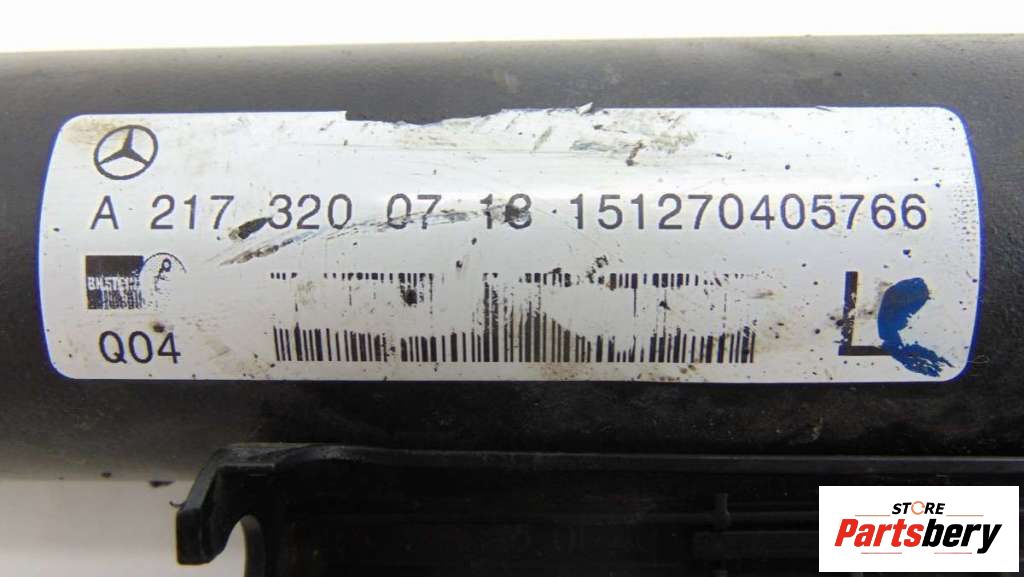 A 217 320 07 13 151270405766
BILSTEIN
Q04
L
STORE
Partsbery